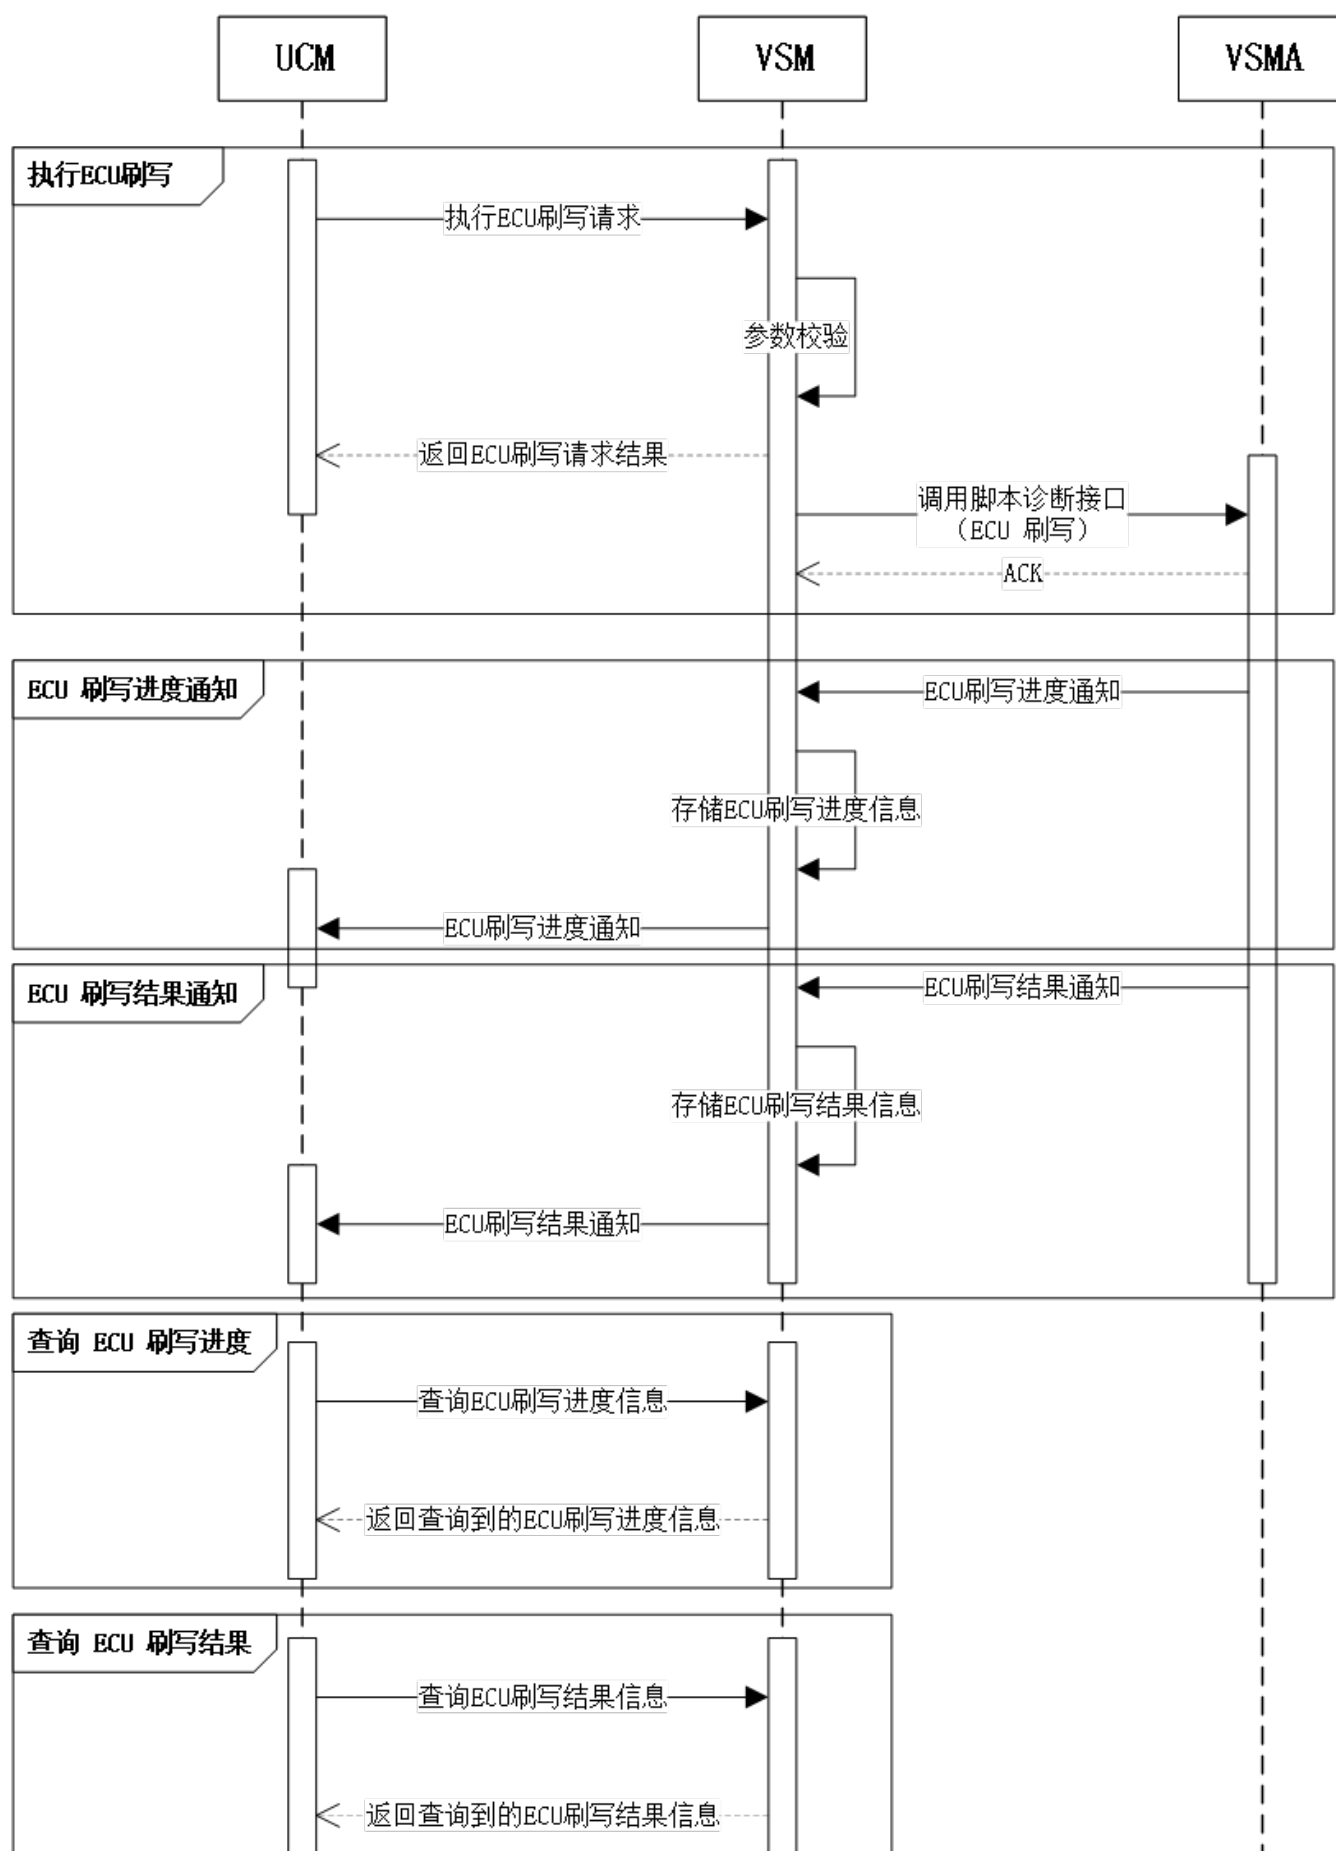 UCM
VSM
VSMA
执行ECU刷写
执行ECU刷写请求
参数校验
返回ECU刷写请求结果
调用脚本诊断接口
（ECU 刷写）
ACK
ECU 刷写进度通知
ECU刷写进度通知
存储ECU刷写进度信息
ECU刷写进度通知
ECU 刷写结果通知
ECU刷写结果通知
存储ECU刷写结果信息
ECU刷写结果通知
查询 ECU 刷写进度
查询ECU刷写进度信息
返回查询到的ECU刷写进度信息
查询 ECU 刷写结果
查询ECU刷写结果信息
返回查询到的ECU刷写结果信息